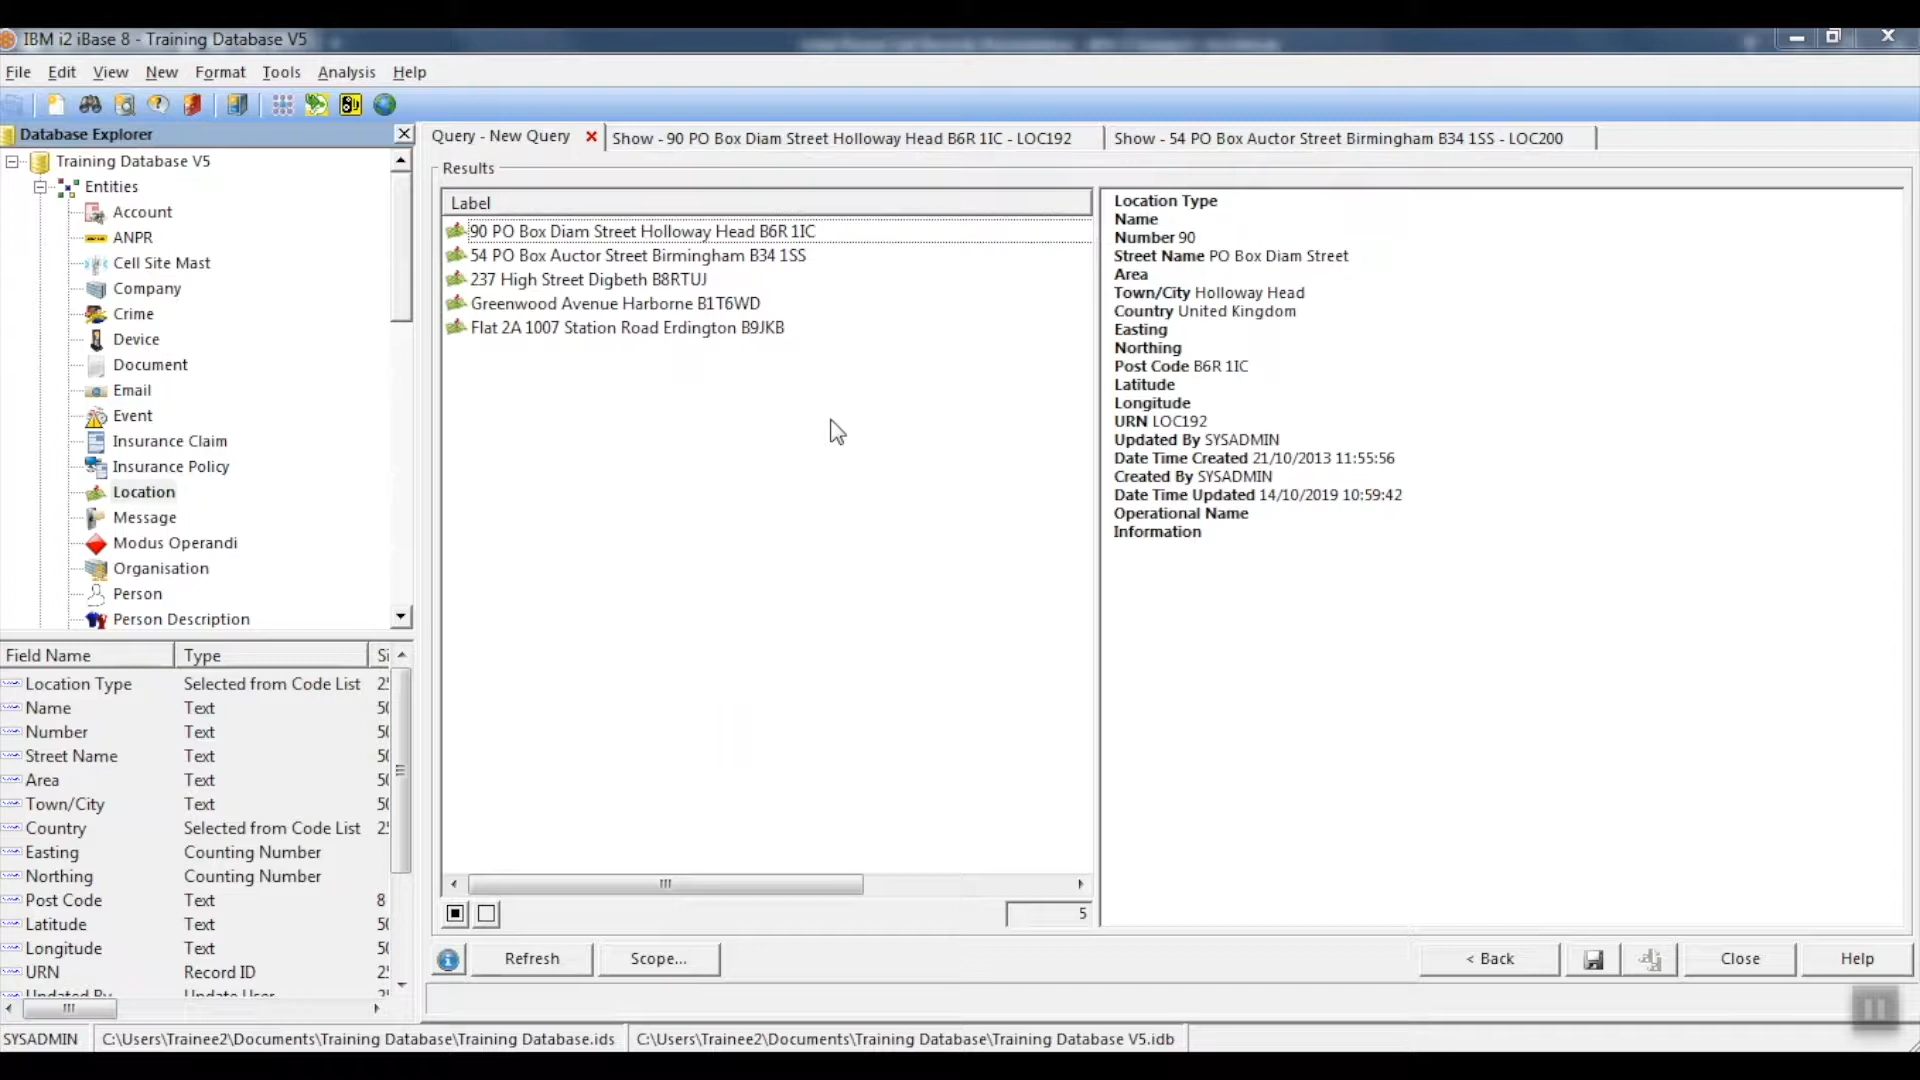 IBM i2 iBase 8 - Training Database V5
File Edit View New Format Tools Analysis Help
Database Explorer
Training Database V5
Entities
Account
ANPR
Cell Site Mast
Company
Crime
Device
Document
Email
Event
Insurance Claim
Insurance Policy
Location
Message
Modus Operandi
Organisation
Person
Person Description
Field Name Type
Location Type Selected from Code List
Name Text
Number Text
Street Name Text
Area Text
Town/City Text
Country Selected from Code List
Easting Counting Number
Northing Counting Number
Post Code Text 8
Latitude Text
Longitude Text
URN Record ID
Query - New Query Show - 90 PO Box Diam Street Holloway Head B6R 1IC - LOC192 Show - 54 PO Box Auctor Street Birmingham B34 1SS - LOC200
Results
Label
90 PO Box Diam Street Holloway Head B6R 1IC
54 PO Box Auctor Street Birmingham B34 1SS
237 High Street Digbeth B8RTUJ
Greenwood Avenue Harborne B1T6WD
Flat 2A 1007 Station Road Erdington B9JKB
5
Location Type
Name
Number 90
Street Name PO Box Diam Street
Area
Town/City Holloway Head
Country United Kingdom
Easting
Northing
Post Code B6R 1IC
Latitude
Longitude
URN LOC192
Updated By SYSADMIN
Date Time Created 21/10/2013 11:55:56
Created By SYSADMIN
Date Time Updated 14/10/2019 10:59:42
Operational Name
Information
Refresh Scope... < Back Close Help
SYSADMIN C:\Users\Trainee2\Documents\Training Database\Training Database.ids C:\Users\Trainee2\Documents\Training Database\Training Database V5.idb